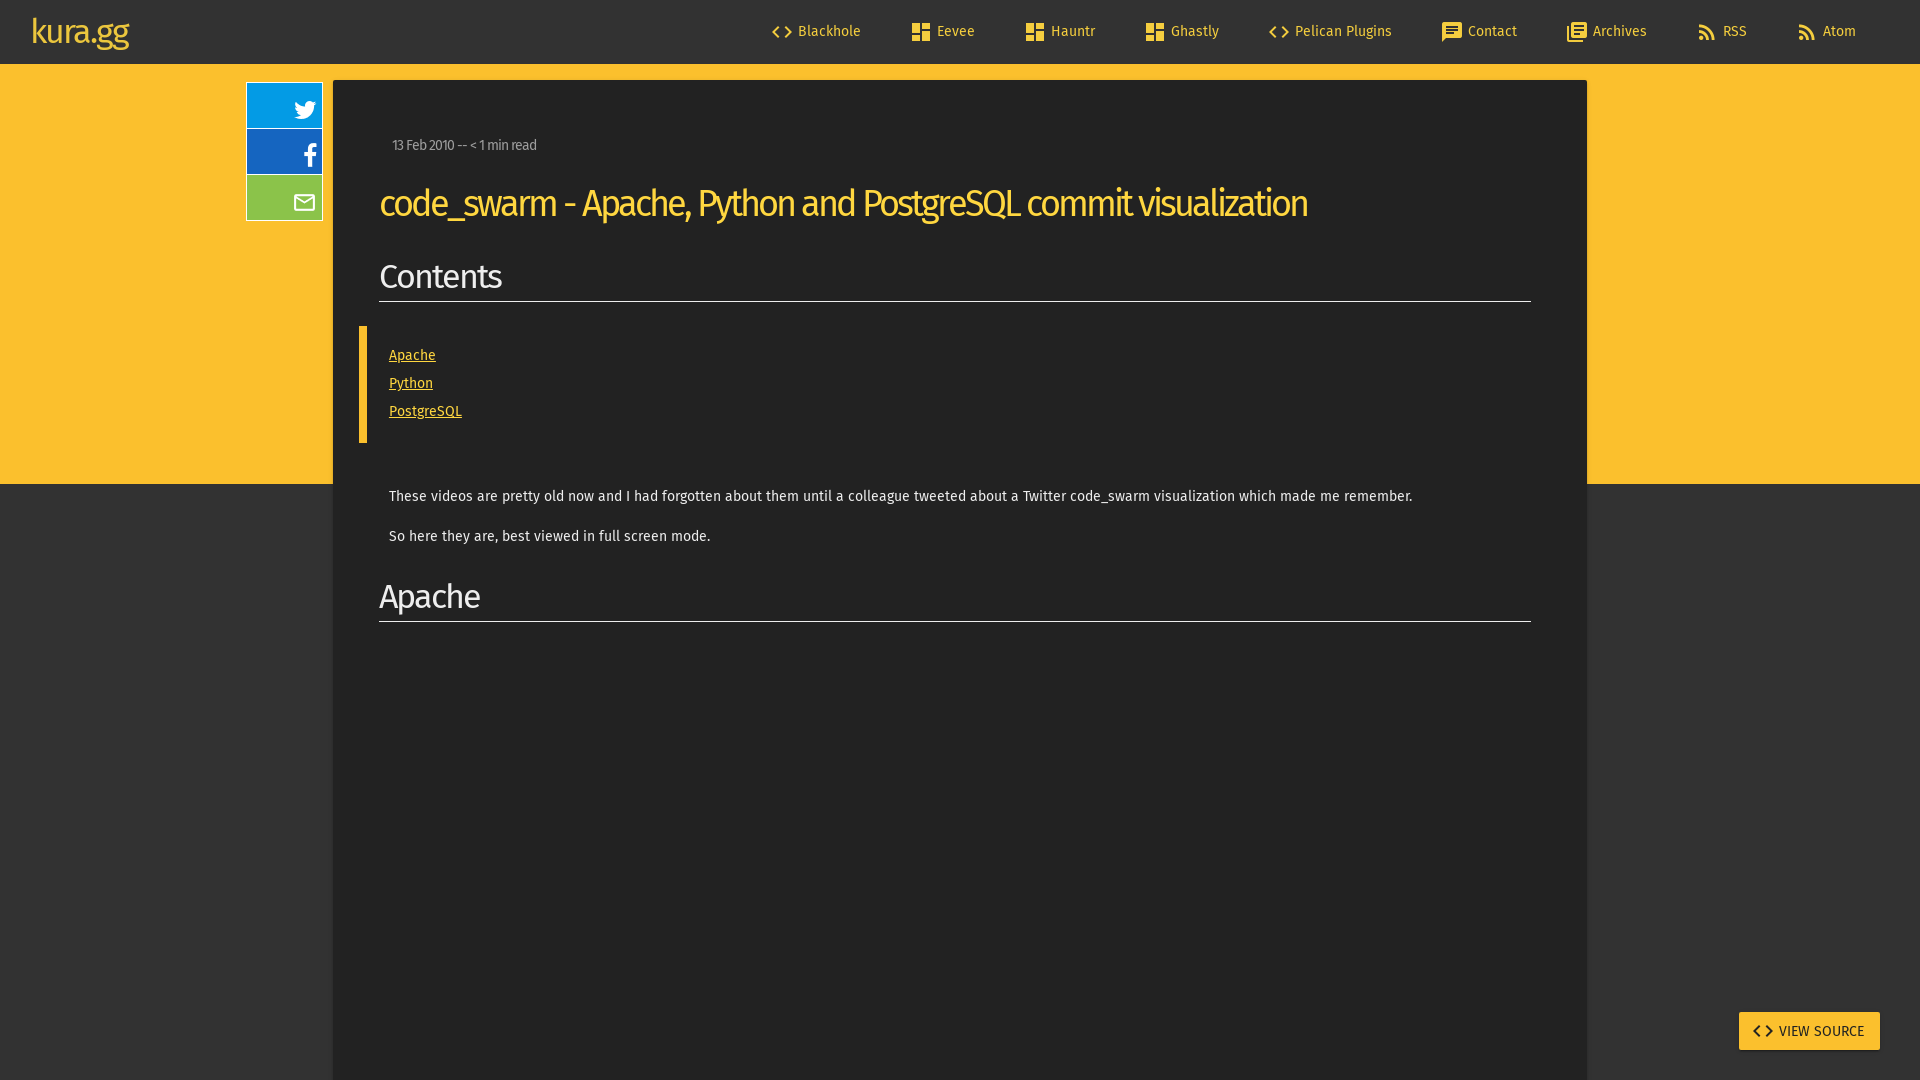 kura.gg
Blackhole
Eevee
Hauntr
Ghastly
Pelican Plugins
Contact
Archives
RSS
Atom
13 Feb 2010 -- < 1 min read
code_swarm - Apache, Python and PostgreSQL commit visualization
Contents
Apache
Python
PostgreSQL
These videos are pretty old now and I had forgotten about them until a colleague tweeted about a Twitter code_swarm visualization which made me remember.
So here they are, best viewed in full screen mode.
Apache
VIEW SOURCE